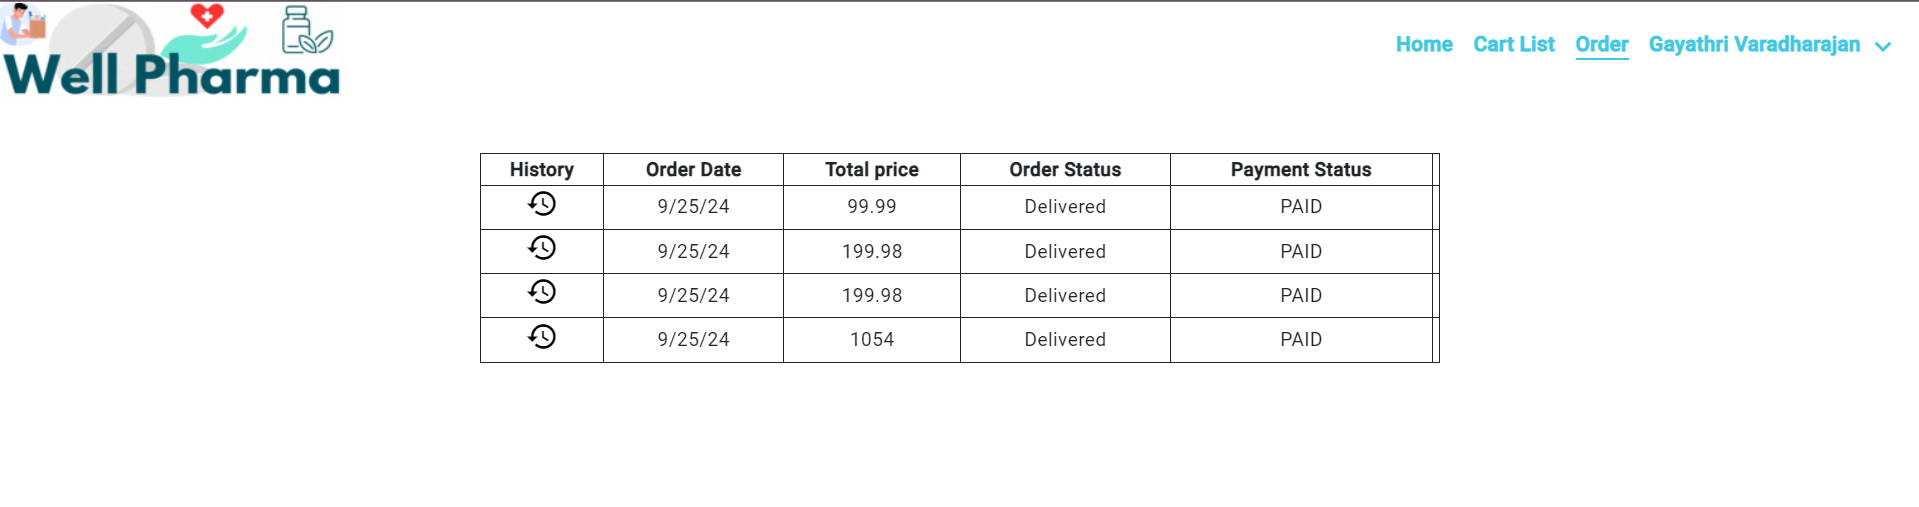 Well Pharma
Home Cart List Order Gayathri Varadharajan
History Order Date Total price Order Status Payment Status
9/25/24 99.99 Delivered PAID
9/25/24 199.98 Delivered PAID
9/25/24 199.98 Delivered PAID
9/25/24 1054 Delivered PAID